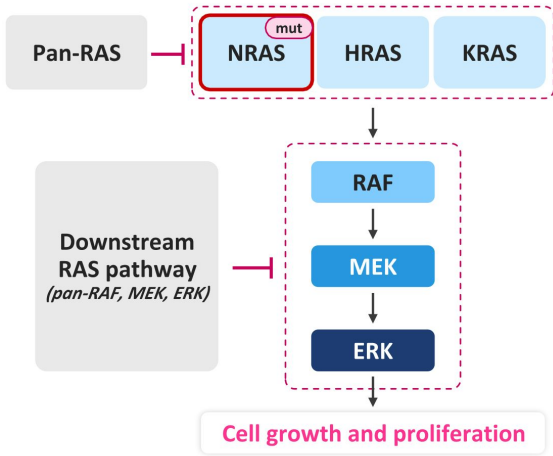 mut
Pan-RAS
NRAS
HRAS
KRAS
RAF
Downstream
RAS pathway
(pan-RAF, MEK, ERK)
MEK
ERK
Cell growth and proliferation